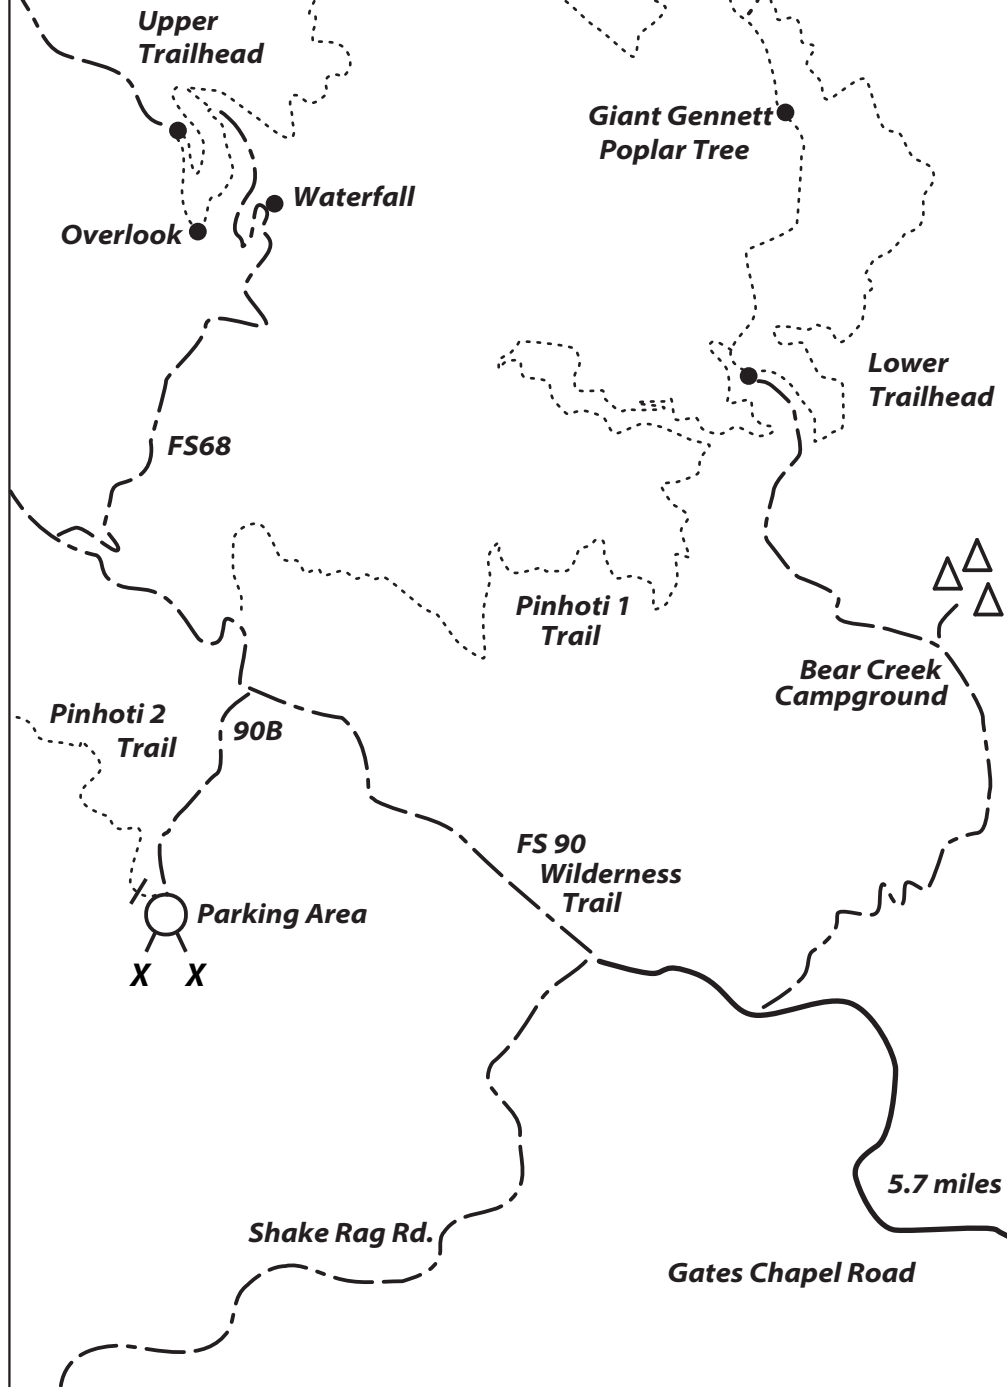 Upper
Trailhead
Giant Gennett
Poplar Tree
Waterfall
Overlook
Lower
Trailhead
FS68
Pinhoti 1
Trail
Bear Creek
Campground
Pinhoti 2
Trail
90B
FS 90
Wilderness
Trail
Parking Area
X X
5.7 miles
Shake Rag Rd.
Gates Chapel Road